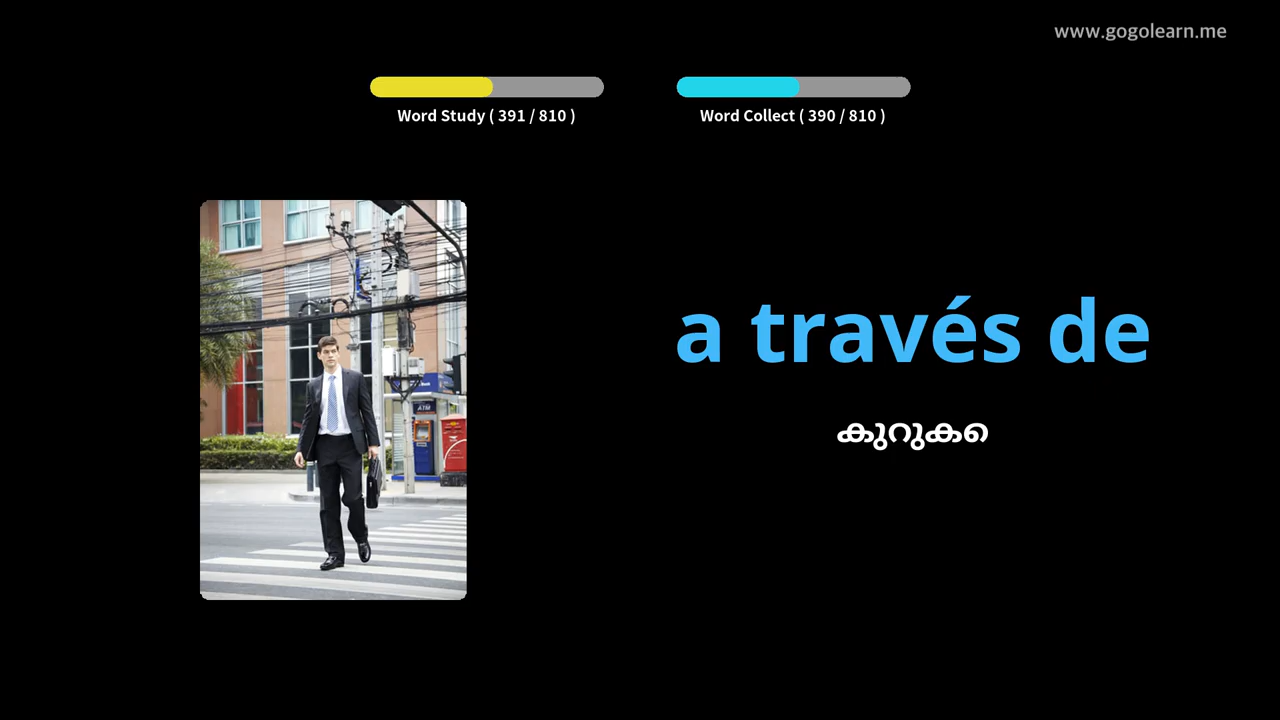 www.gogolearn.me
Word Study ( 391 / 810 )
Word Collect ( 390 / 810 )
a través de
കുറുകെ
ATM